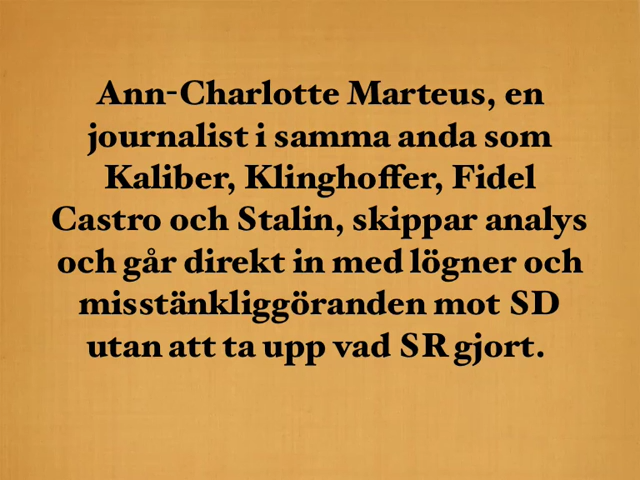 Ann-Charlotte Marteus, en
journalist i samma anda som
Kaliber, Klinghoffer, Fidel
Castro och Stalin, skippar analys
och går direkt in med lögner och
misstänkliggöranden mot SD
utan att ta upp vad SR gjort.